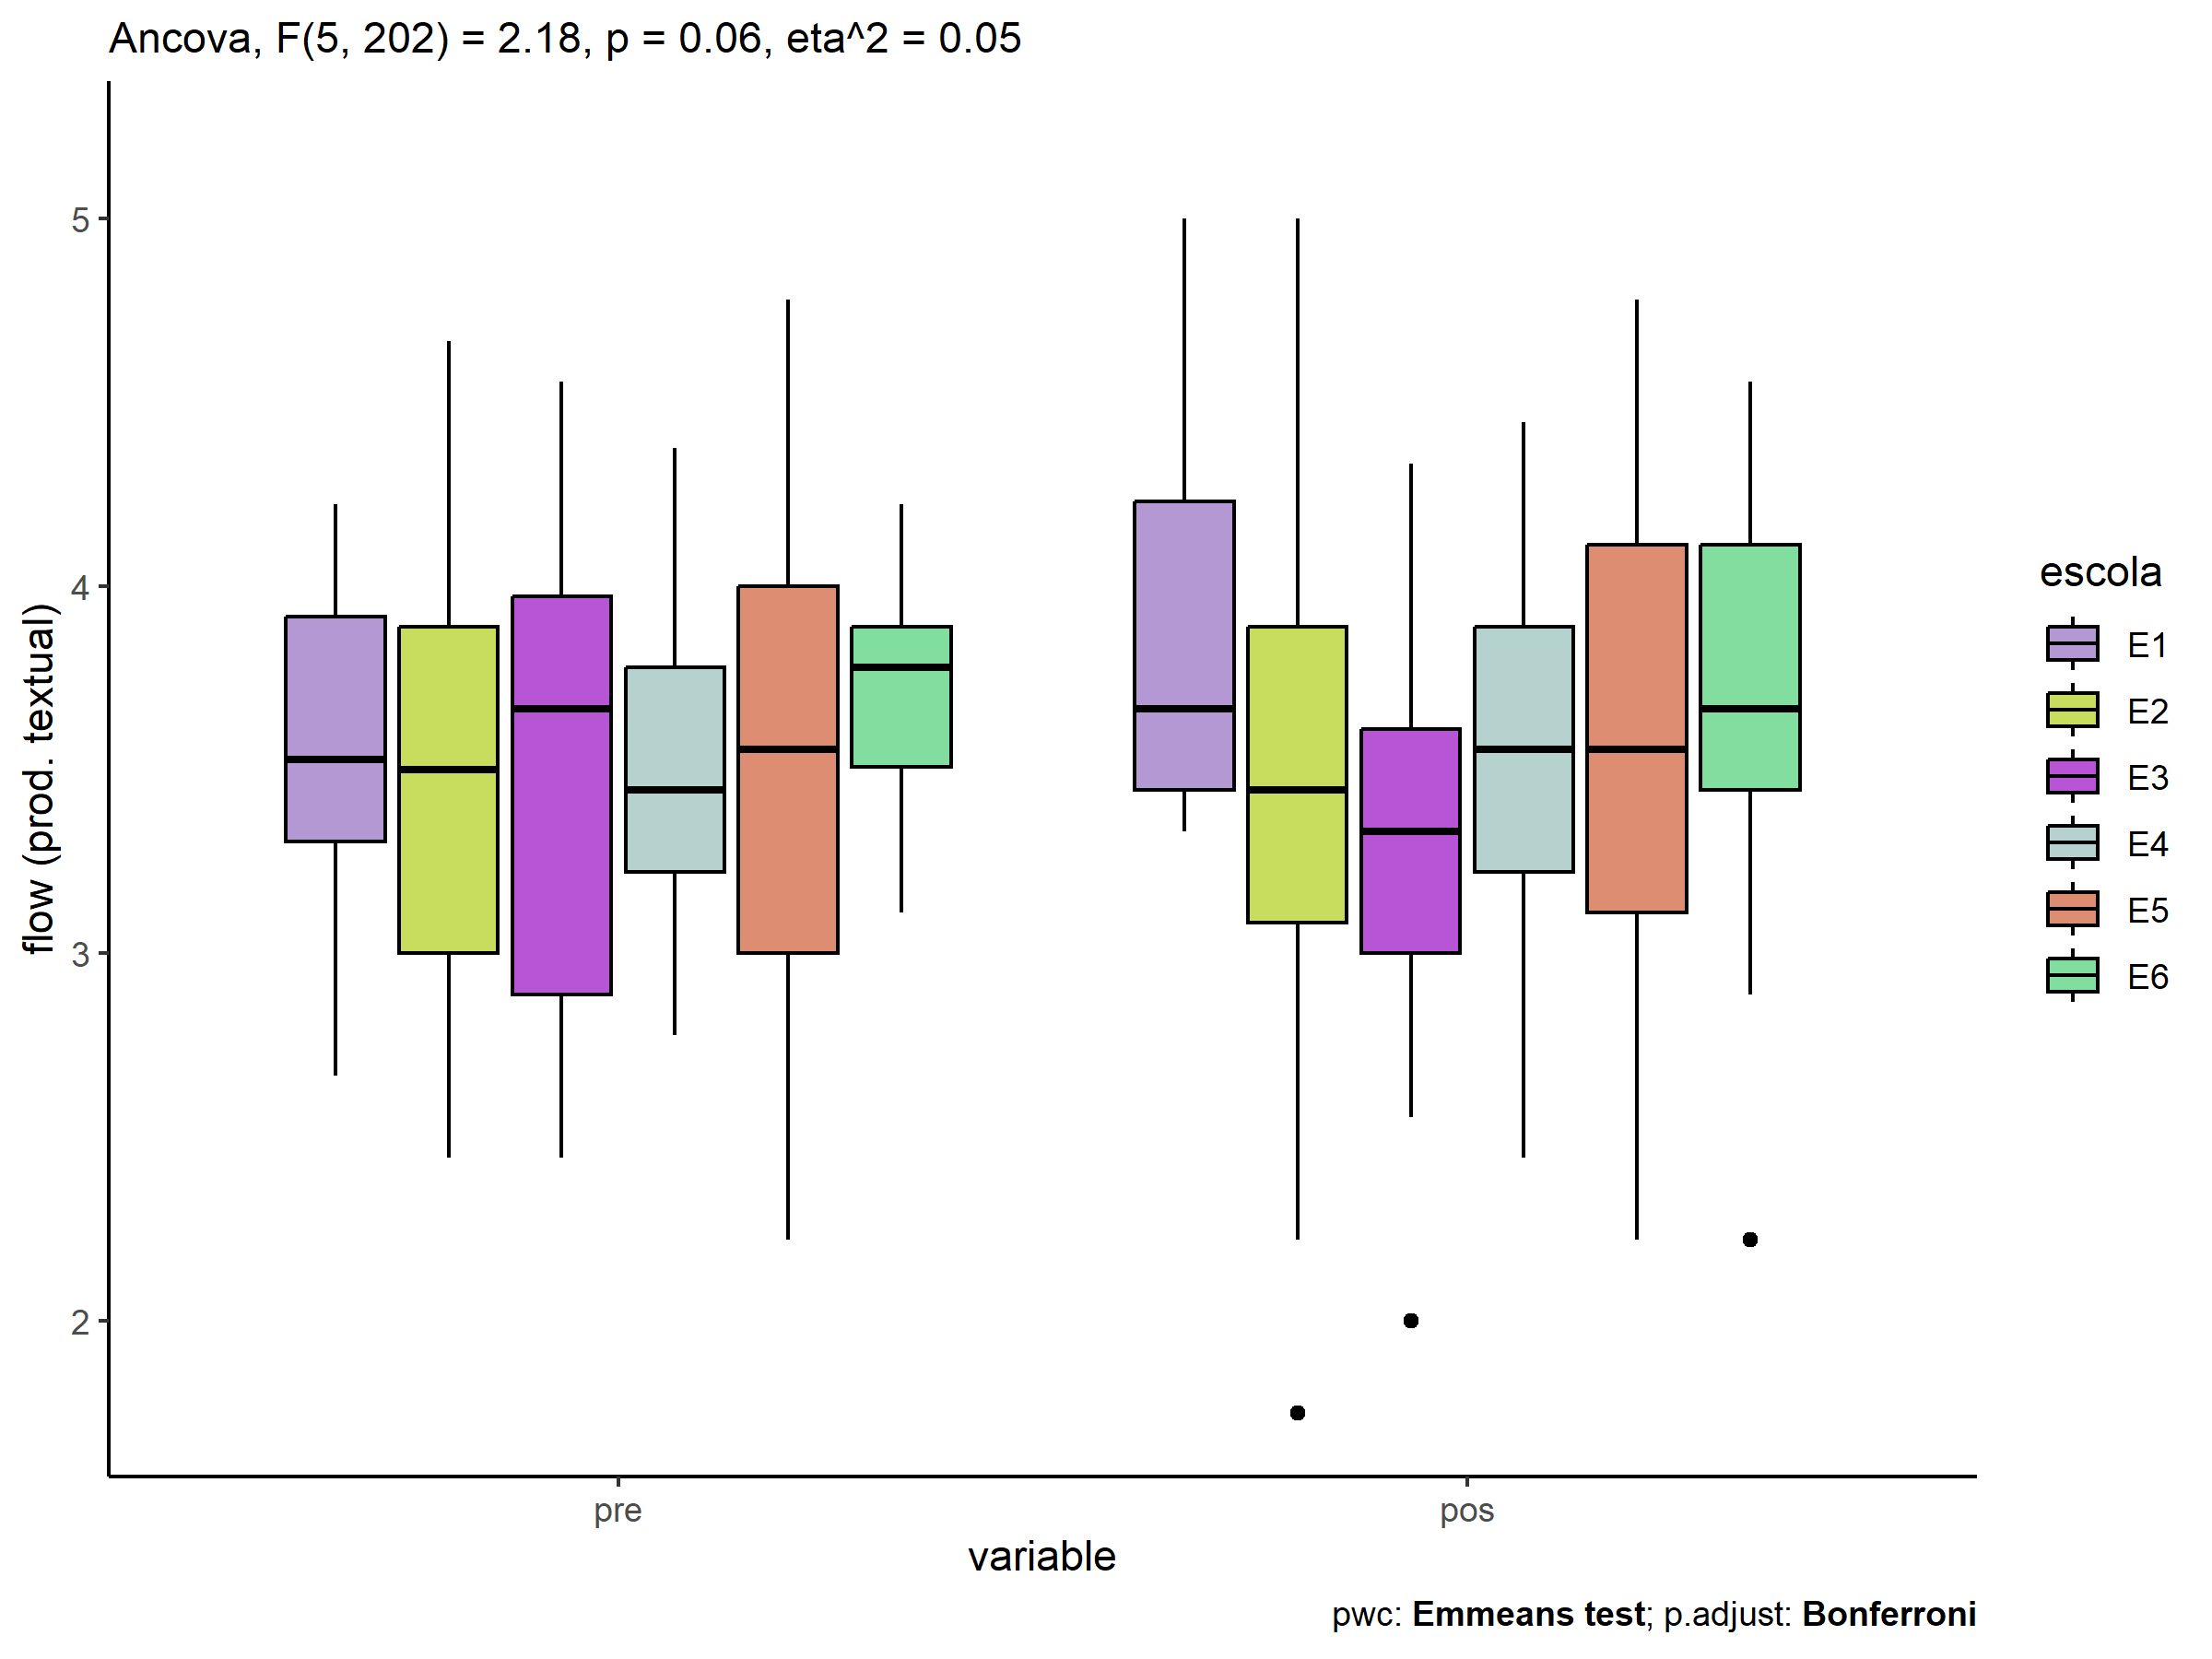 Ancova, F(5, 202) = 2.18, p = 0.06, eta^2 = 0.05
flow (prod. textual)
5
4
3
2
pre
pos
variable
escola
E1
E2
E3
E4
E5
E6
pwc: Emmeans test; p.adjust: Bonferroni